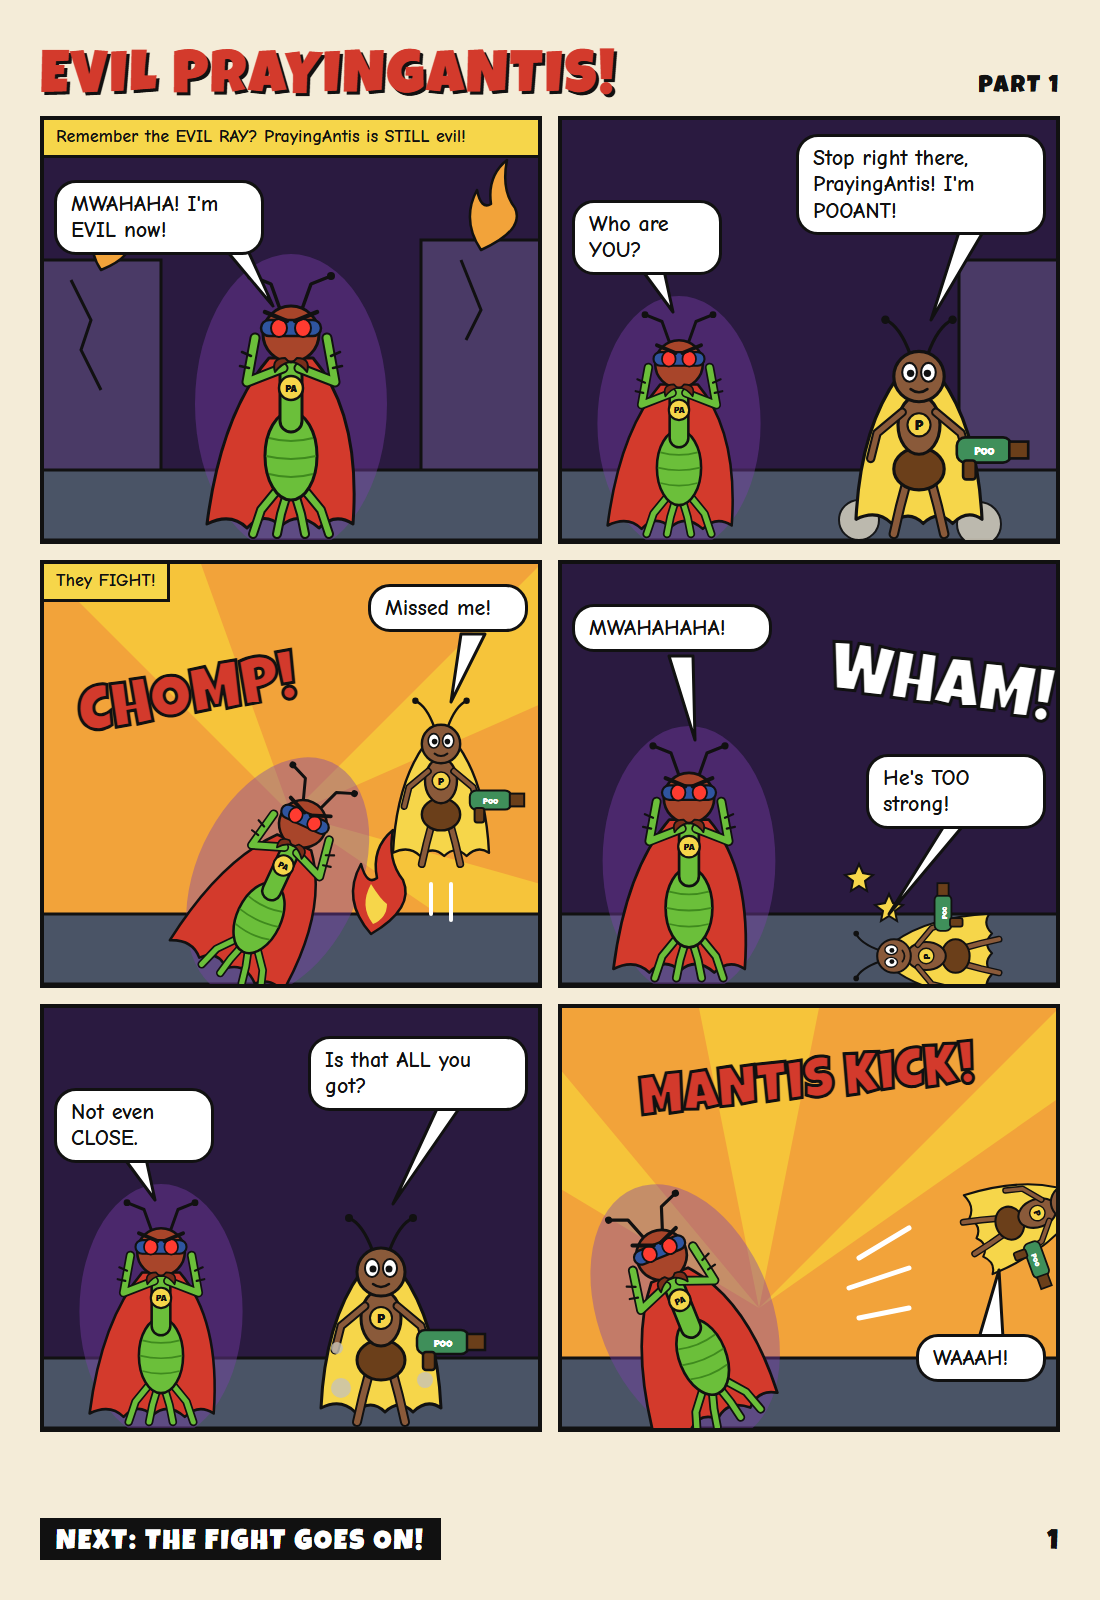 EVIL PRAYINGANTIS!
PART 1
Remember the EVIL RAY? PrayingAntis is STILL evil!
MWAHAHA! I'm
EVIL now!
PA
Who are
YOU?
Stop right there,
PrayingAntis! I'm
POOANT!
PA
P
POO
They FIGHT!
CHOMP!
Missed me!
PA
P
POO
MWAHAHAHA!
WHAM!
He's TOO
strong!
PA
P
POO
Not even
CLOSE.
Is that ALL you
got?
PA
P
POO
MANTIS KICK!
WAAAH!
PA
P
POO
NEXT: THE FIGHT GOES ON!
1